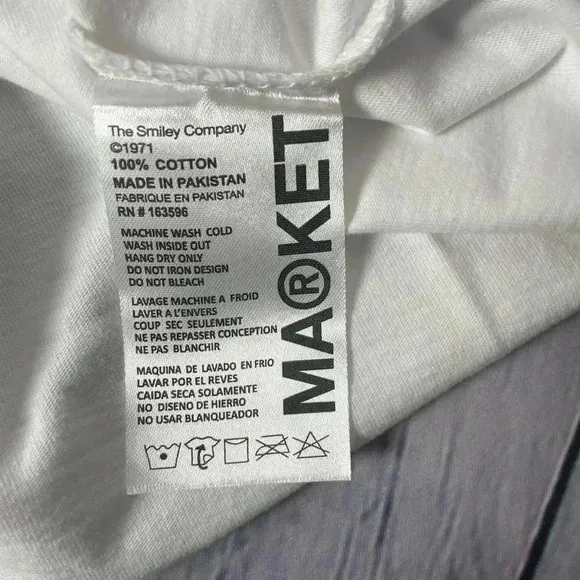 The Smiley Company
©1971
100% COTTON
MADE IN PAKISTAN
FABRIQUE EN PAKISTAN
RN # 163596
MACHINE WASH COLD
WASH INSIDE OUT
HANG DRY ONLY
DO NOT IRON DESIGN
DO NOT BLEACH
LAVAGE MACHINE A FROID
LAVER A L'ENVERS
COUP SEC SEULEMENT
NE PAS REPASSER CONCEPTION
NE PAS BLANCHIR
MAQUINA DE LAVADO EN FRIO
LAVAR POR EL REVES
CAIDA SECA SOLAMENTE
NO DISENO DE HIERRO
NO USAR BLANQUEADOR
MA®KET